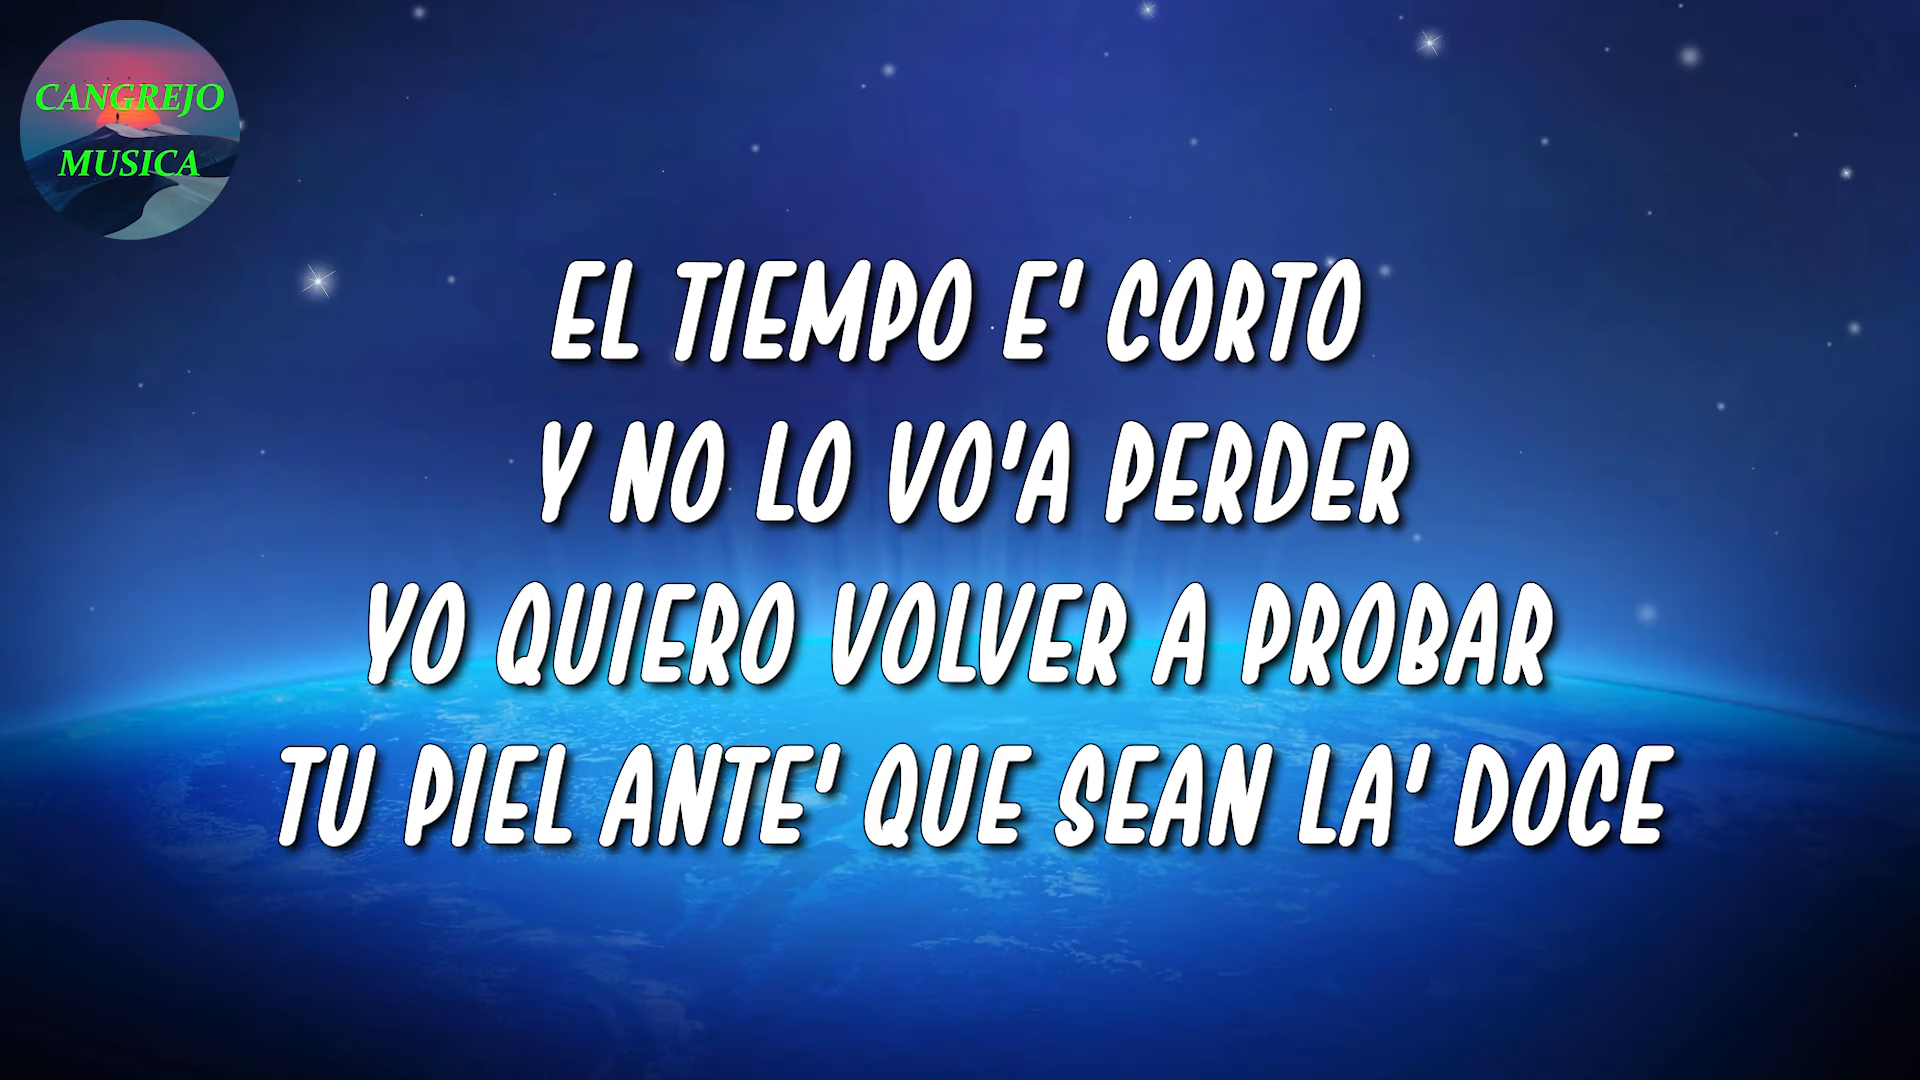 CANGREJO
MUSICA
EL TIEMPO E' CORTO
Y NO LO VO'A PERDER
YO QUIERO VOLVER A PROBAR
TU PIEL ANTE' QUE SEAN LA' DOCE